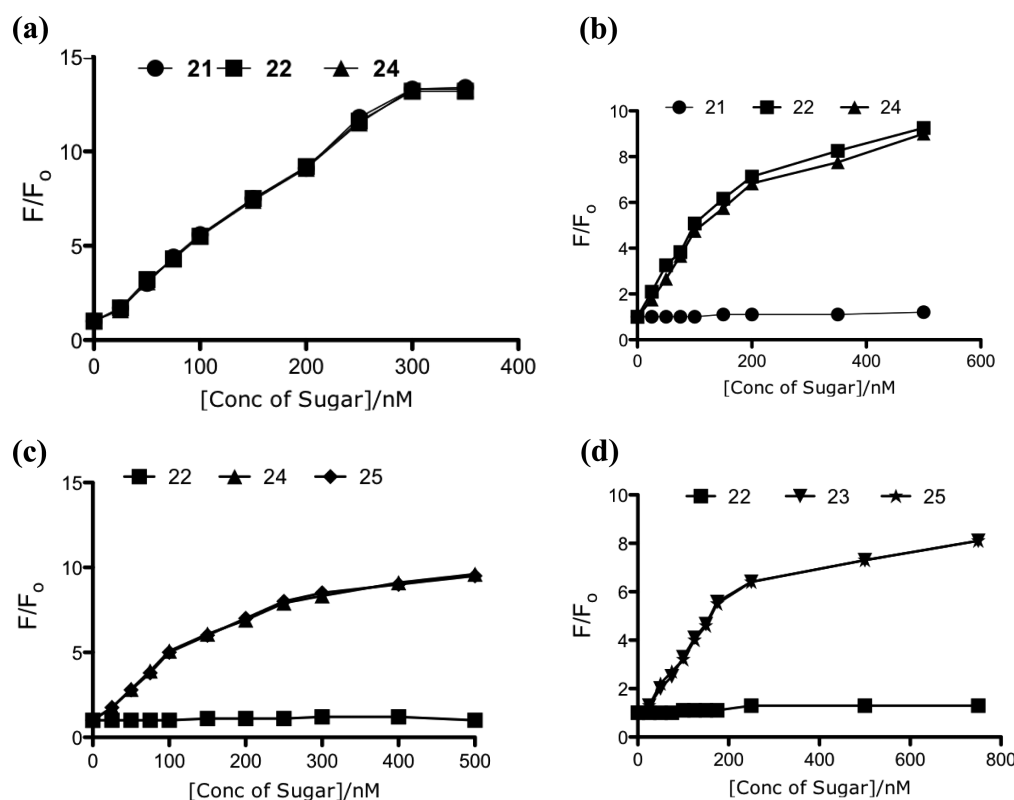 (a)
21 22 24
15
10
5
0
F/Fo
0 100 200 300 400
[Conc of Sugar]/nM
(b)
21 22 24
10
8
6
4
2
0
F/Fo
0 200 400 600
[Conc of Sugar]/nM
(c)
22 24 25
15
10
5
0
F/Fo
0 100 200 300 400 500
[Conc of Sugar]/nM
(d)
22 23 25
10
8
6
4
2
0
F/Fo
0 200 400 600 800
[Conc of Sugar]/nM